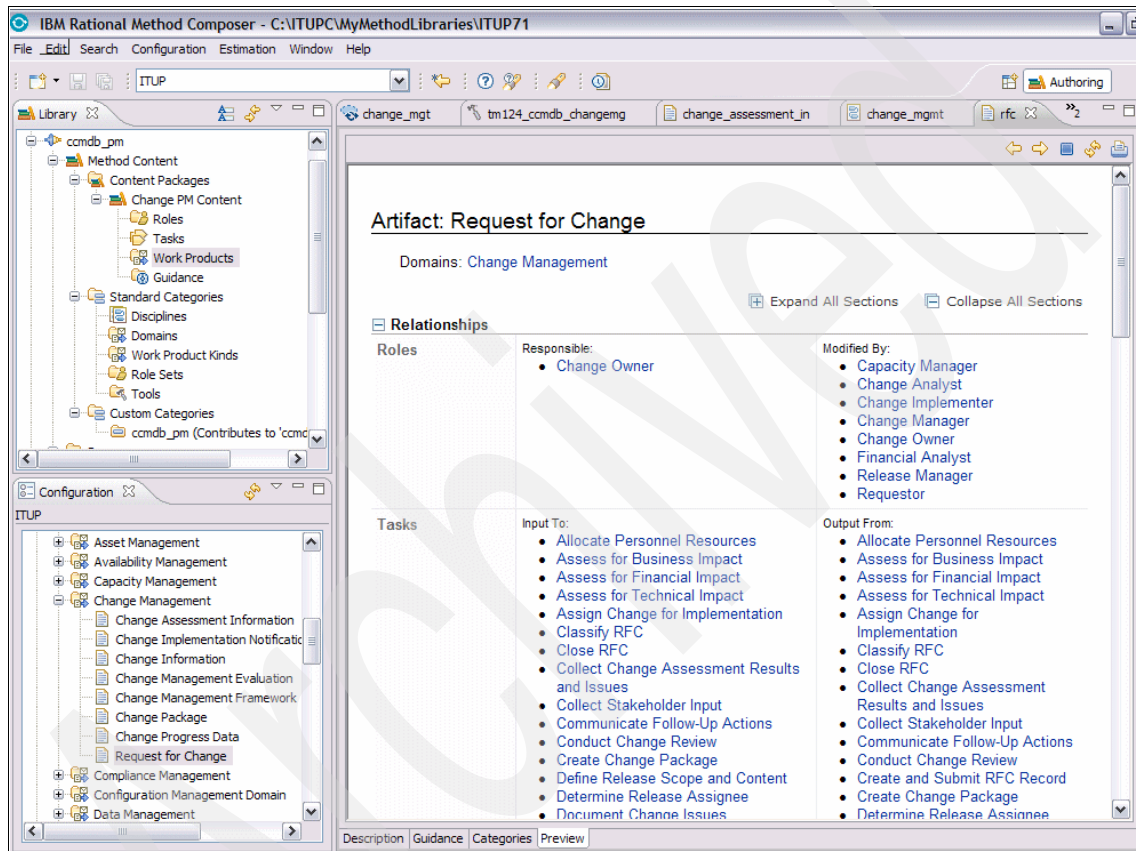 IBM Rational Method Composer - C:\ITUPC\MyMethodLibraries\ITUP71
File Edit Search Configuration Estimation Window Help
ITUP
Authoring
Library
change_mgt
tm124_ccmdb_changemg
change_assessment_in
change_mgmt
rfc
»2
ccmdb_pm
Method Content
Content Packages
Change PM Content
Roles
Tasks
Work Products
Guidance
Standard Categories
Disciplines
Domains
Work Product Kinds
Role Sets
Tools
Custom Categories
ccmdb_pm (Contributes to 'ccmd
Configuration
ITUP
Asset Management
Availability Management
Capacity Management
Change Management
Change Assessment Information
Change Implementation Notificatio
Change Information
Change Management Evaluation
Change Management Framework
Change Package
Change Progress Data
Request for Change
Compliance Management
Configuration Management Domain
Data Management
Artifact: Request for Change
Domains: Change Management
Expand All Sections Collapse All Sections
Relationships
Roles
Responsible:
Change Owner
Modified By:
Capacity Manager
Change Analyst
Change Implementer
Change Manager
Change Owner
Financial Analyst
Release Manager
Requestor
Tasks
Input To:
Allocate Personnel Resources
Assess for Business Impact
Assess for Financial Impact
Assess for Technical Impact
Assign Change for Implementation
Classify RFC
Close RFC
Collect Change Assessment Results
and Issues
Collect Stakeholder Input
Communicate Follow-Up Actions
Conduct Change Review
Create Change Package
Define Release Scope and Content
Determine Release Assignee
Document Change Issues
Output From:
Allocate Personnel Resources
Assess for Business Impact
Assess for Financial Impact
Assess for Technical Impact
Assign Change for
Implementation
Classify RFC
Close RFC
Collect Change Assessment
Results and Issues
Collect Stakeholder Input
Communicate Follow-Up Actions
Conduct Change Review
Create and Submit RFC Record
Create Change Package
Determine Release Assignee
Description Guidance Categories Preview
Archived